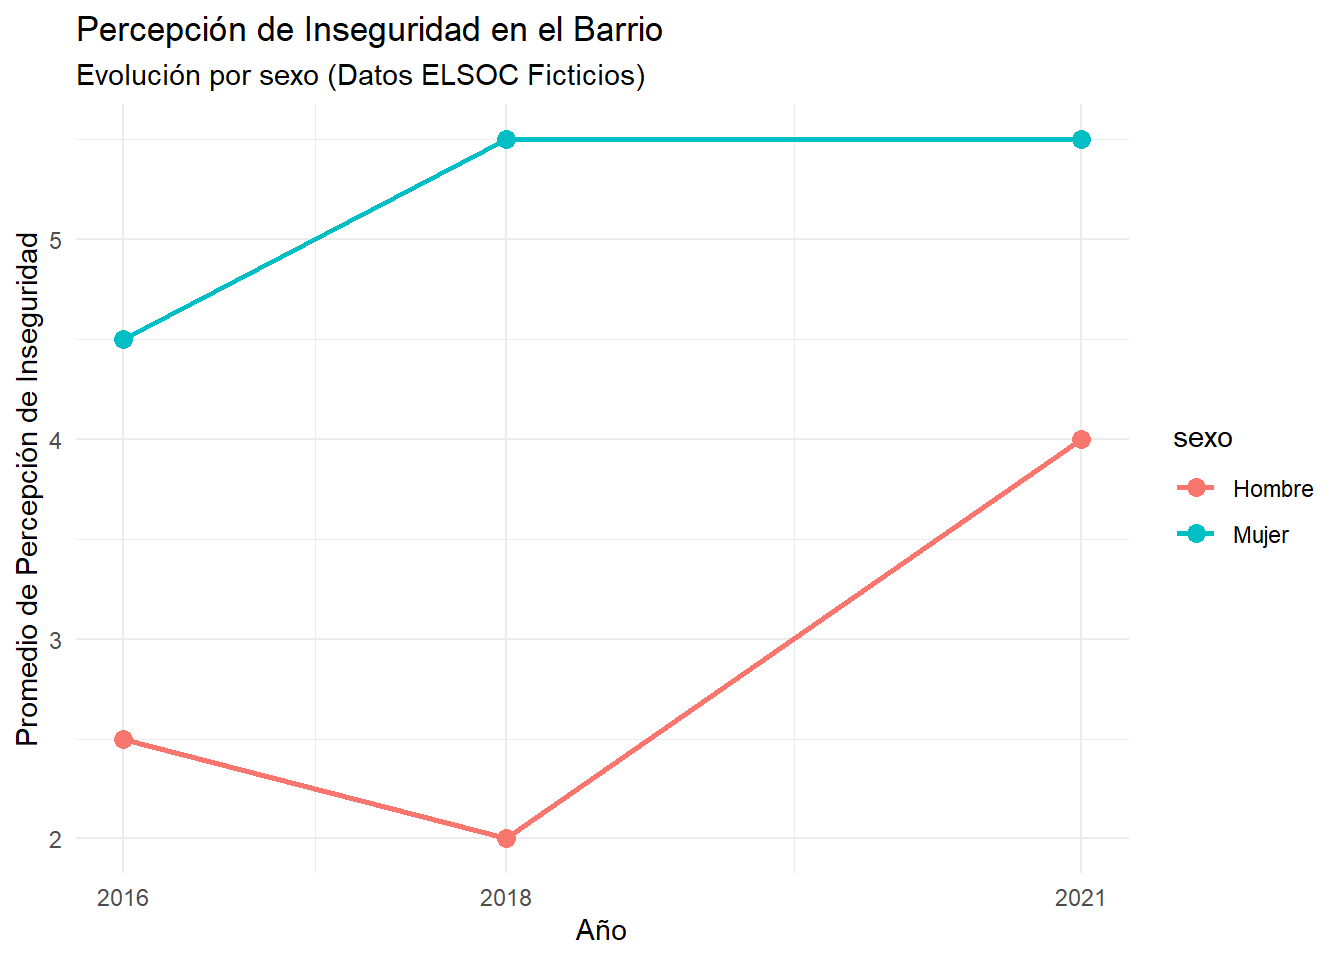 Percepción de Inseguridad en el Barrio
Evolución por sexo (Datos ELSOC Ficticios)
Promedio de Percepción de Inseguridad
5
4
3
2
2016
2018
2021
Año
sexo
Hombre
Mujer